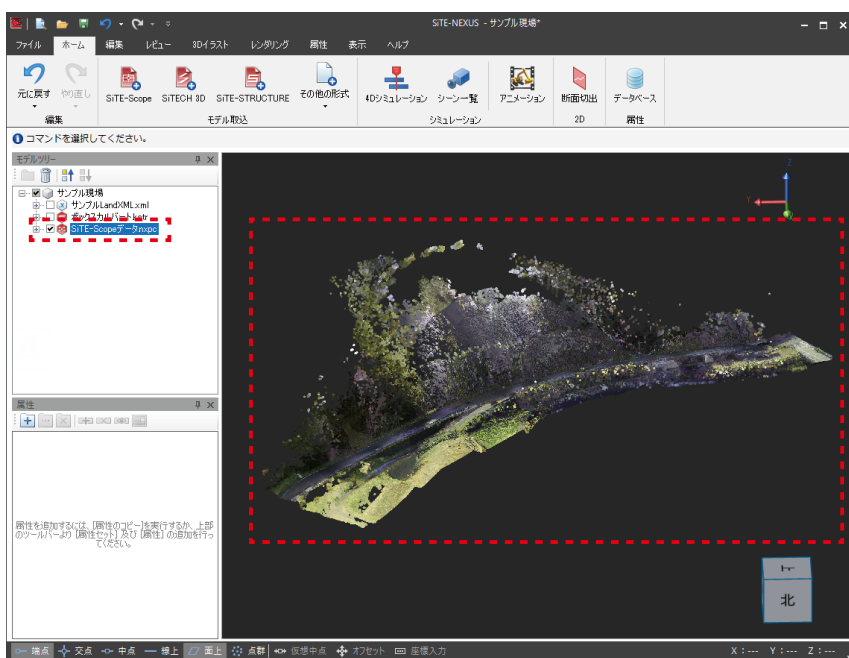 SiTE-NEXUS - サンプル現場*
ファイル ホーム 編集 レビュー 3Dイラスト レンダリング 属性 表示 ヘルプ
元に戻す やり直し SiTE-Scope SiTECH 3D SiTE-STRUCTURE その他の形式 4Dシミュレーション シーン一覧 アニメーション 断面切出 データベース
編集 モデル取込 シミュレーション 2D 属性
コマンドを選択してください。
モデルツリー
サンプル現場
サンプルLandXML.xml
ボックスカルバート.kstr
SiTE-Scopeデータ.nxpc
Z
Y
属性
属性を追加するには、[属性のコピー]を実行するか、上部
のツールバーより [属性セット] 及び [属性] の追加を行っ
てください。
上
北
端点 交点 中点 線上 面上 点群 仮想中点 オフセット 座標入力 X : --- Y : --- Z : ---